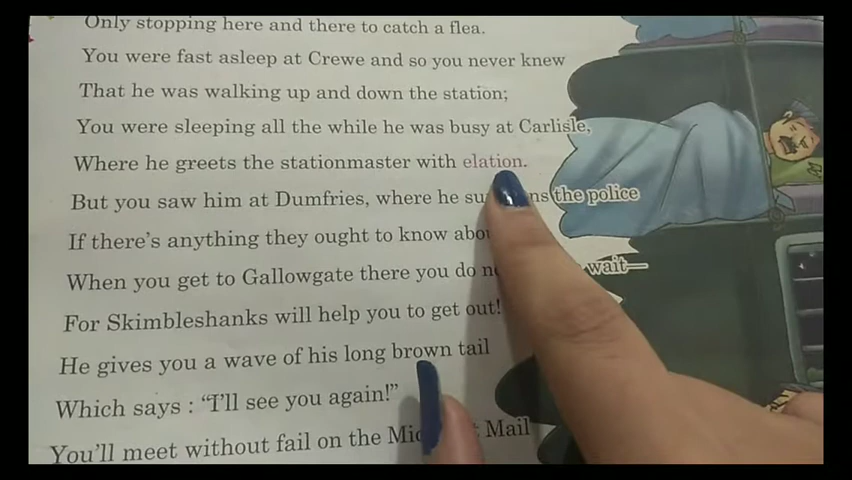 Only stopping here and there to catch a flea.
You were fast asleep at Crewe and so you never knew
That he was walking up and down the station;
You were sleeping all the while he was busy at Carlisle,
Where he greets the stationmaster with elation.
But you saw him at Dumfries, where he the police
If there's anything they ought to know
When you get to Gallowgate there you do wait—
For Skimbleshanks will help you to get out!
He gives you a wave of his long brown tail
Which says : "I'll see you again!"
You'll meet without fail on the Mail